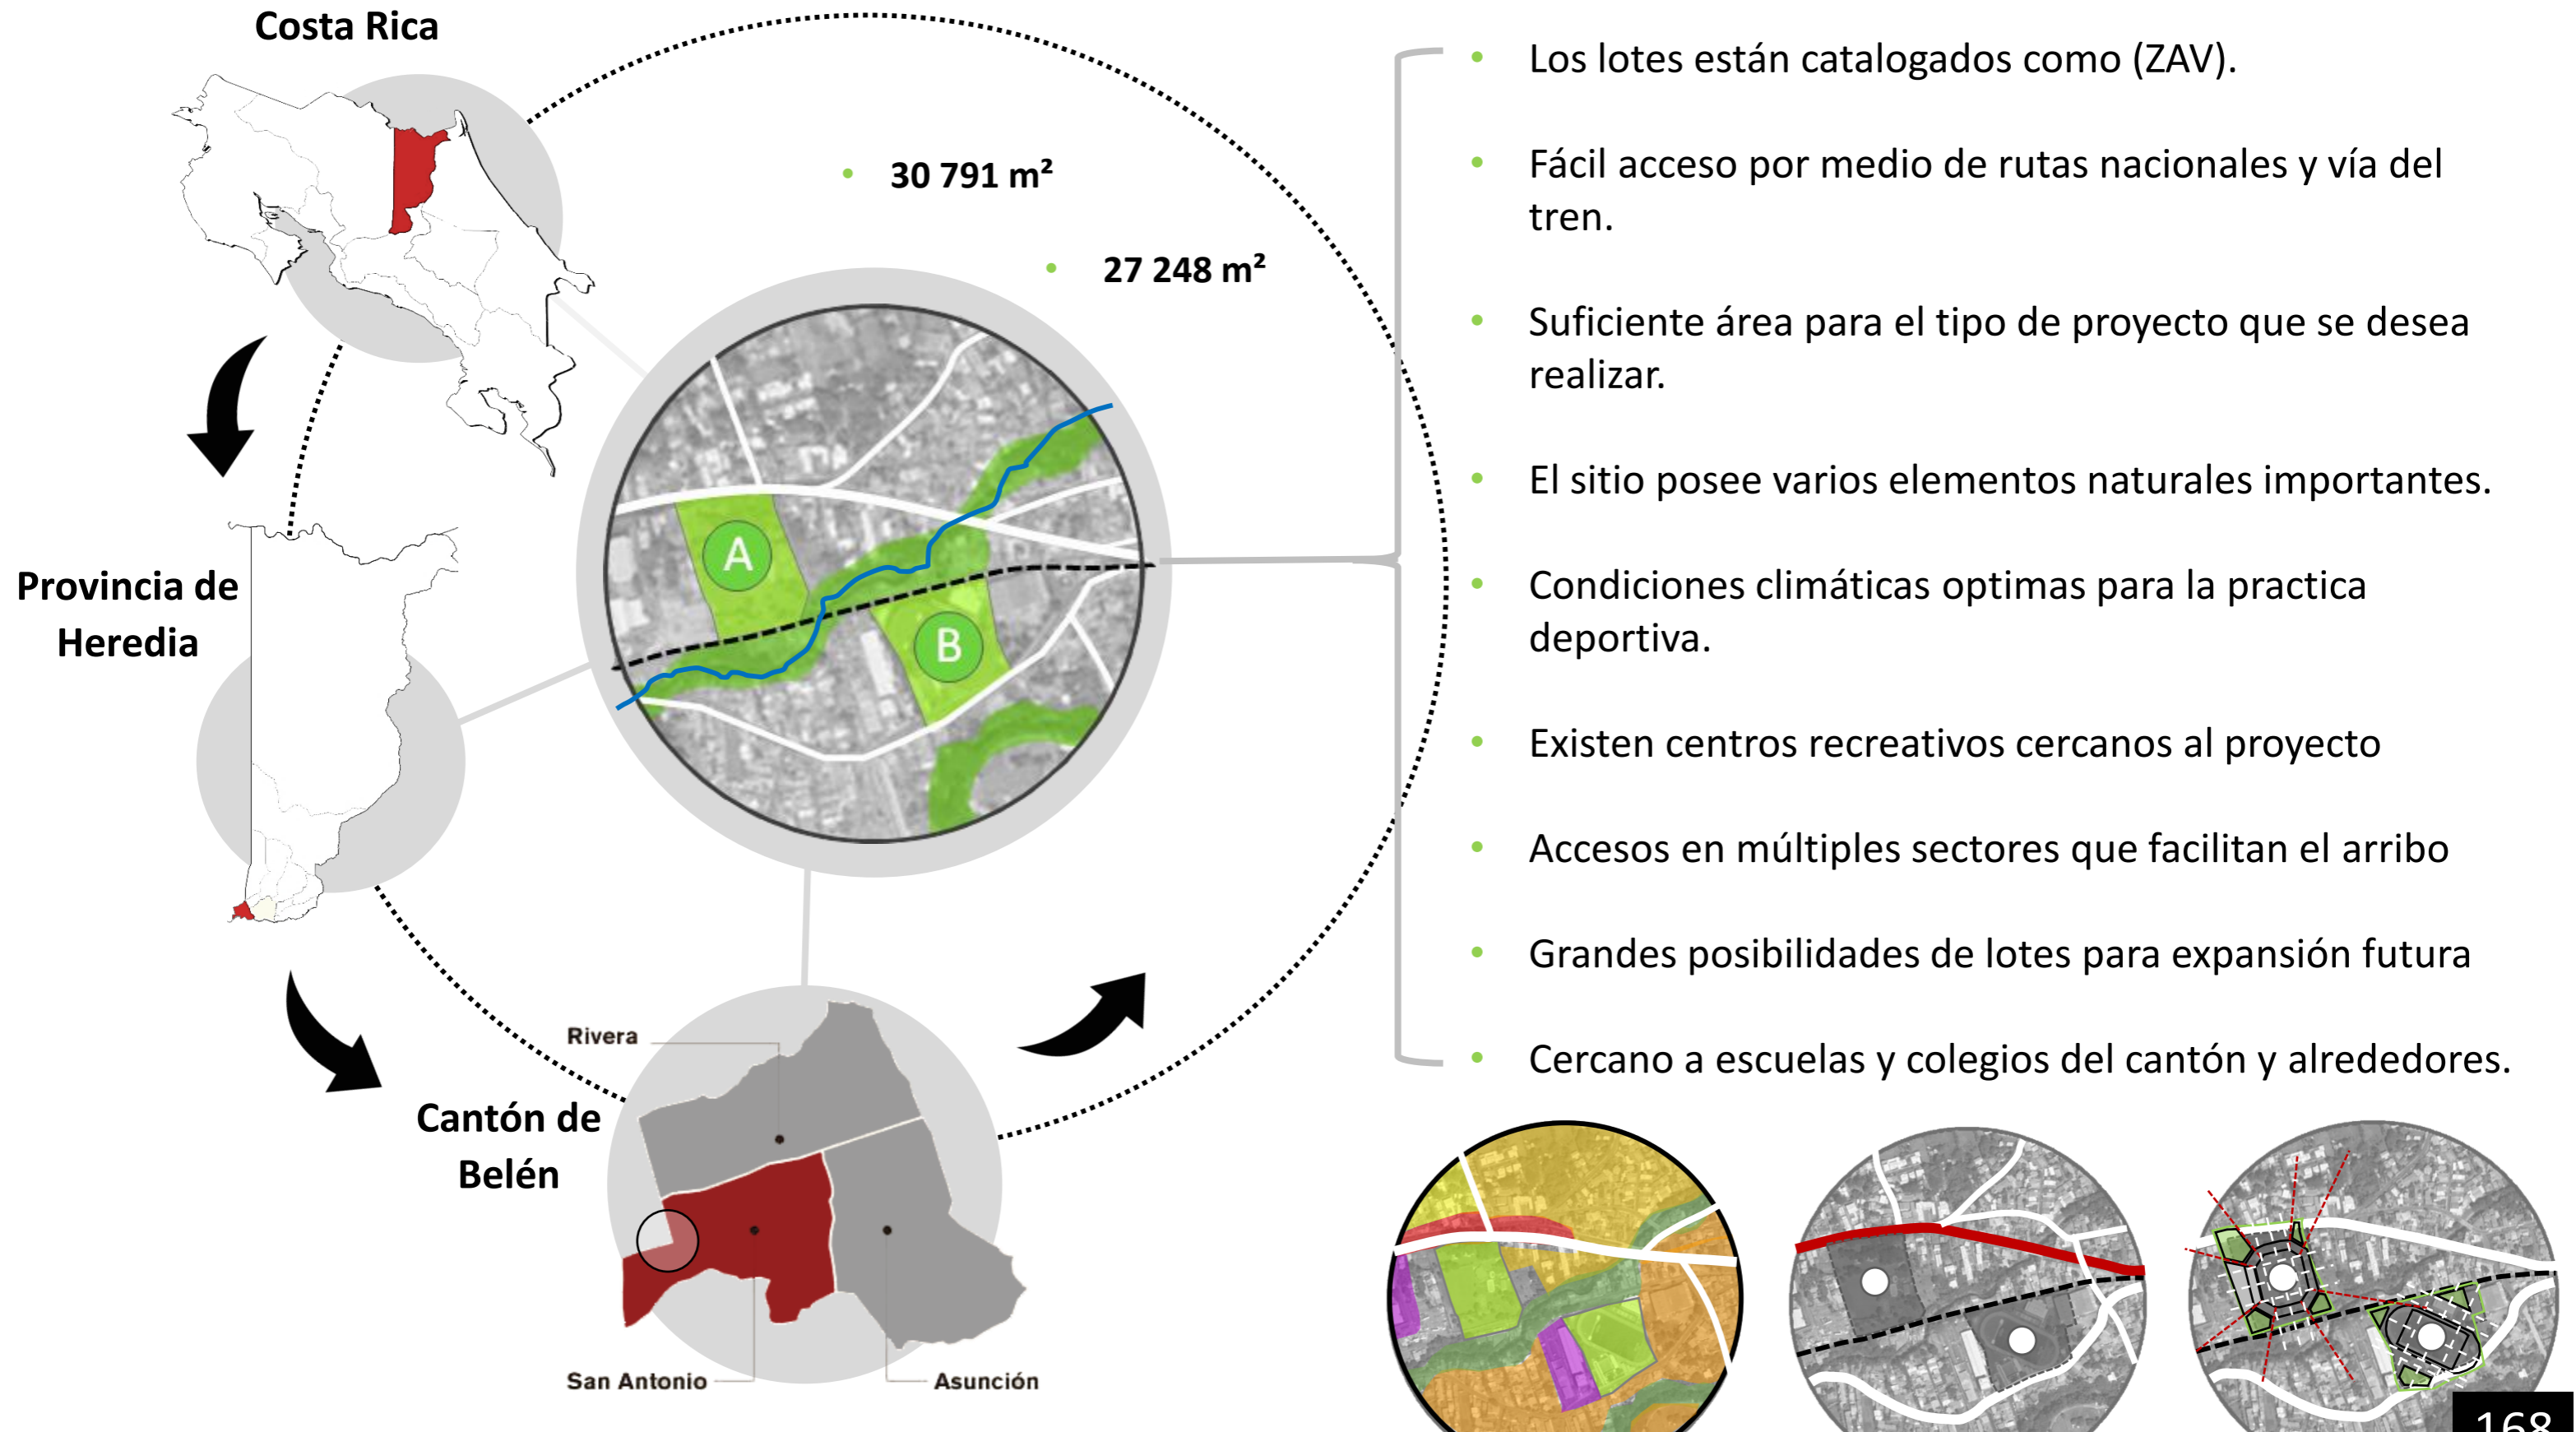 Costa Rica
30 791 m²
27 248 m²
A
B
Provincia de
Heredia
Rivera
Cantón de
Belén
San Antonio
Asunción
• Los lotes están catalogados como (ZAV).
• Fácil acceso por medio de rutas nacionales y vía del
tren.
• Suficiente área para el tipo de proyecto que se desea
realizar.
• El sitio posee varios elementos naturales importantes.
• Condiciones climáticas optimas para la practica
deportiva.
• Existen centros recreativos cercanos al proyecto
• Accesos en múltiples sectores que facilitan el arribo
• Grandes posibilidades de lotes para expansión futura
• Cercano a escuelas y colegios del cantón y alrededores.
168